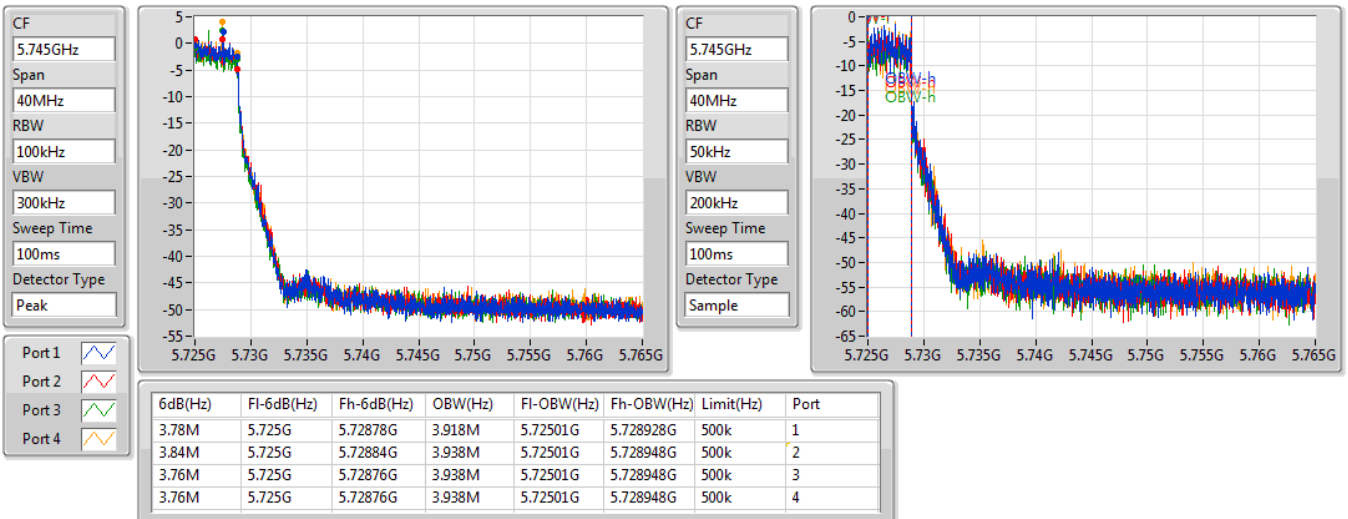 CF
5.745GHz
Span
40MHz
RBW
100kHz
VBW
300kHz
Sweep Time
100ms
Detector Type
Peak
5
0
-5
-10
-15
-20
-25
-30
-35
-40
-45
-50
-55
5.725G 5.73G 5.735G 5.74G 5.745G 5.75G 5.755G 5.76G 5.765G
CF
5.745GHz
Span
40MHz
RBW
50kHz
VBW
200kHz
Sweep Time
100ms
Detector Type
Sample
0
-5
-10
-15
-20
-25
-30
-35
-40
-45
-50
-55
-60
-65
OBW-h
OBW-h
OBW-h
OBW-h
5.725G 5.73G 5.735G 5.74G 5.745G 5.75G 5.755G 5.76G 5.765G
Port 1
Port 2
Port 3
Port 4
6dB(Hz) Fl-6dB(Hz) Fh-6dB(Hz) OBW(Hz) Fl-OBW(Hz) Fh-OBW(Hz) Limit(Hz) Port
3.78M 5.725G 5.72878G 3.918M 5.72501G 5.728928G 500k 1
3.84M 5.725G 5.72884G 3.938M 5.72501G 5.728948G 500k 2
3.76M 5.725G 5.72876G 3.938M 5.72501G 5.728948G 500k 3
3.76M 5.725G 5.72876G 3.938M 5.72501G 5.728948G 500k 4